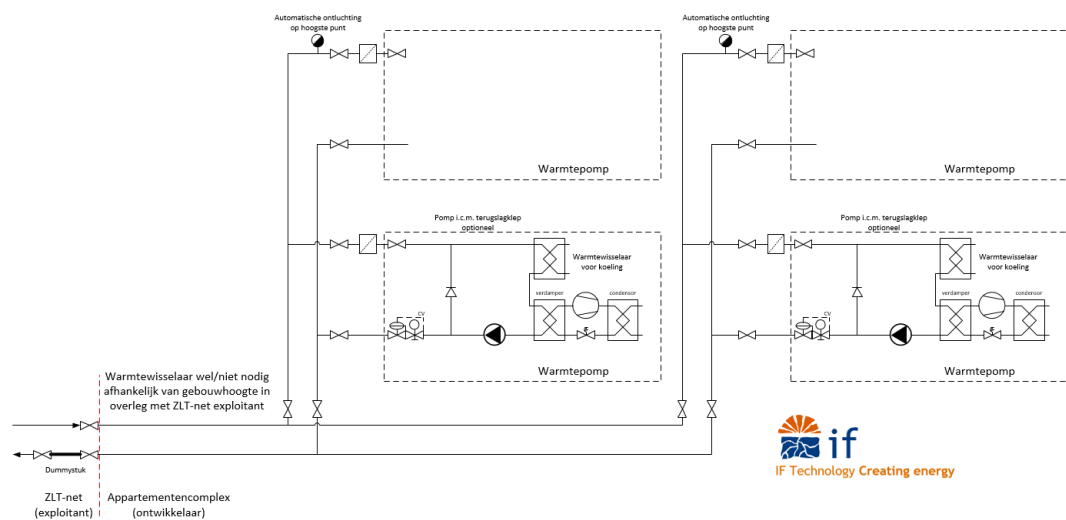 Automatische ontluchting
op hoogste punt
Automatische ontluchting
op hoogste punt
Warmtepomp
Warmtepomp
Pomp i.c.m. terugslagklep
optioneel
Pomp i.c.m. terugslagklep
optioneel
Warmtewisselaar
voor koeling
Warmtewisselaar
voor koeling
verdamper
condensor
verdamper
condensor
CV
CV
Warmtepomp
Warmtepomp
Warmtewisselaar wel/niet nodig
afhankelijk van gebouwhoogte in
overleg met ZLT-net exploitant
if
IF Technology Creating energy
Dummystuk
ZLT-net
(exploitant)
Appartementencomplex
(ontwikkelaar)